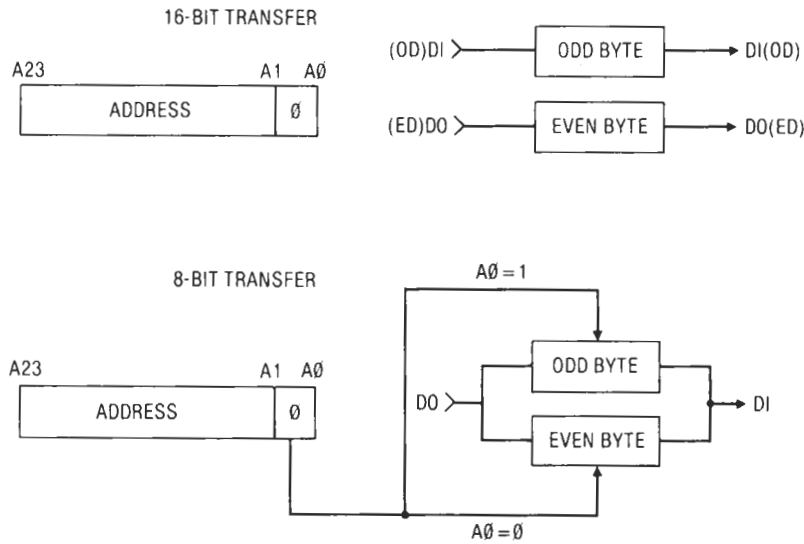 16-BIT TRANSFER
A23 A1 AØ
ADDRESS Ø
(OD)DI ODD BYTE DI(OD)
(ED)DO EVEN BYTE DO(ED)
8-BIT TRANSFER
A23 A1 AØ
ADDRESS Ø
AØ = 1
ODD BYTE
DO DI
EVEN BYTE
AØ = Ø